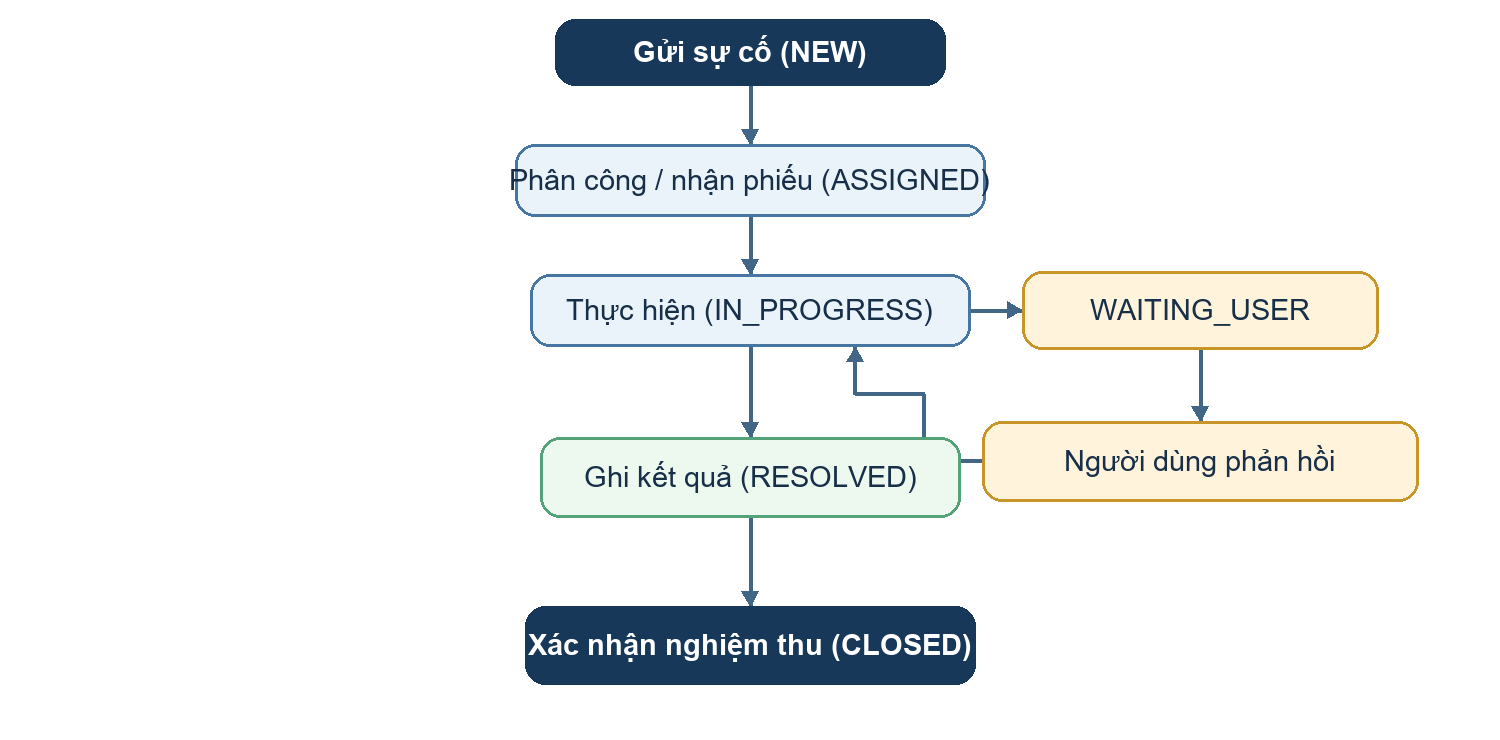 Gửi sự cố (NEW)
Phân công / nhận phiếu (ASSIGNED)
Thực hiện (IN_PROGRESS)
WAITING_USER
Người dùng phản hồi
Ghi kết quả (RESOLVED)
Xác nhận nghiệm thu (CLOSED)